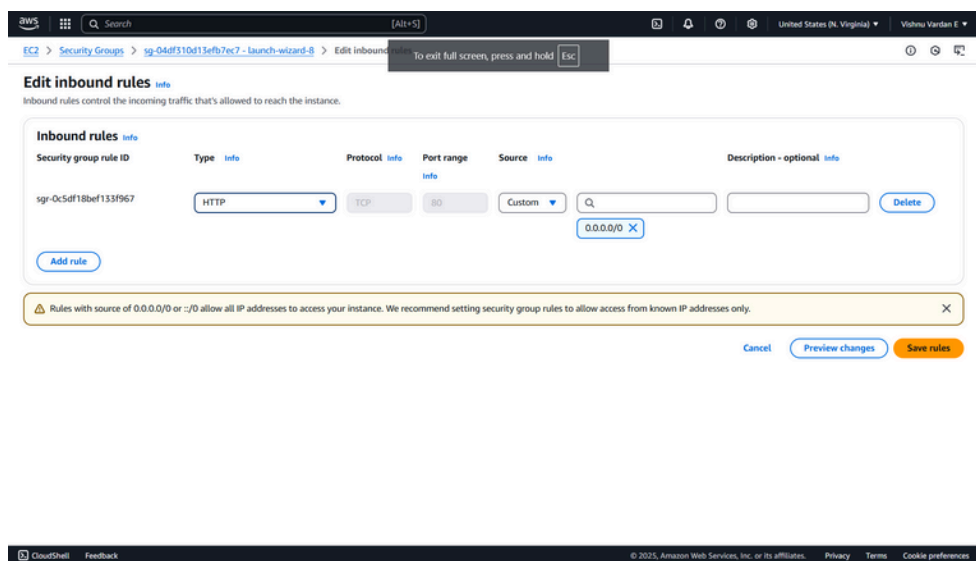 aws Search [Alt+S] United States (N. Virginia) Vishnu Vardan E
EC2 > Security Groups > sg-04df310d13efb7ec7 - launch-wizard-8 > Edit inbound rules
To exit full screen, press and hold Esc
Edit inbound rules Info
Inbound rules control the incoming traffic that's allowed to reach the instance.
Inbound rules Info
Security group rule ID Type Info Protocol Info Port range Info Source Info Description - optional Info
sgr-0c5df18bef133f967 HTTP TCP 80 Custom Delete
0.0.0.0/0
Add rule
Rules with source of 0.0.0.0/0 or ::/0 allow all IP addresses to access your instance. We recommend setting security group rules to allow access from known IP addresses only.
Cancel Preview changes Save rules
CloudShell Feedback © 2025, Amazon Web Services, Inc. or its affiliates. Privacy Terms Cookie preferences